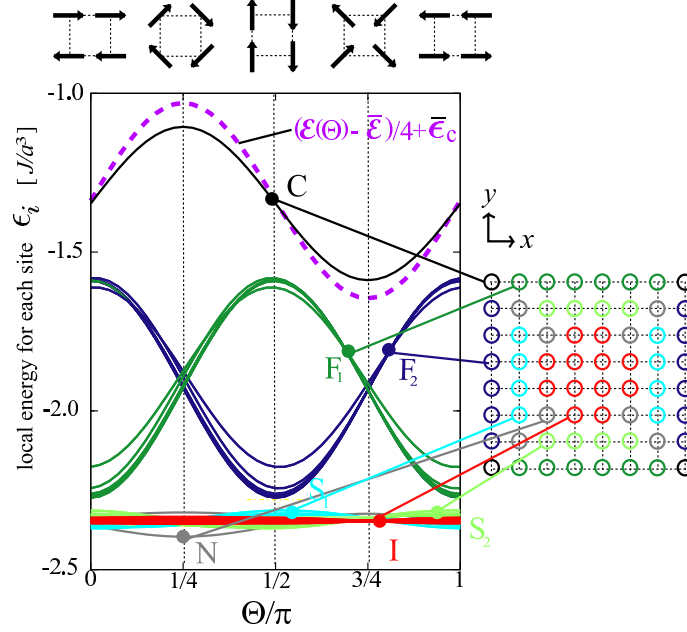 -1.0
(ℰ(Θ) - ℰ̄)/4+ϵ̄c
C
y
x
-1.5
local energy for each site ϵi [ J/a³ ]
F₁
F₂
-2.0
S₁
S₂
N
I
-2.5
0
1/4
1/2
3/4
1
Θ/π